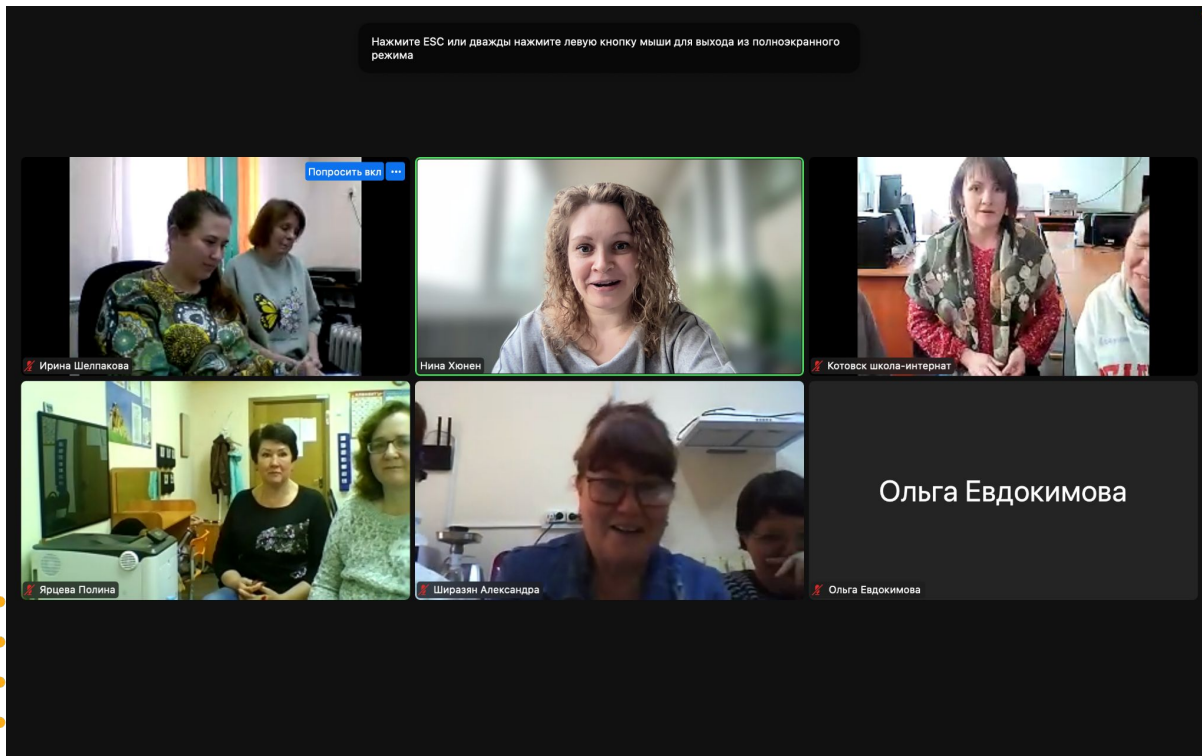 Нажмите ESC или дважды нажмите левую кнопку мыши для выхода из полноэкранного
режима
Попросить вкл
Ирина Шелпакова
Нина Хюнен
Котовск школа-интернат
Ярцева Полина
Ширазян Александра
Ольга Евдокимова
Ольга Евдокимова